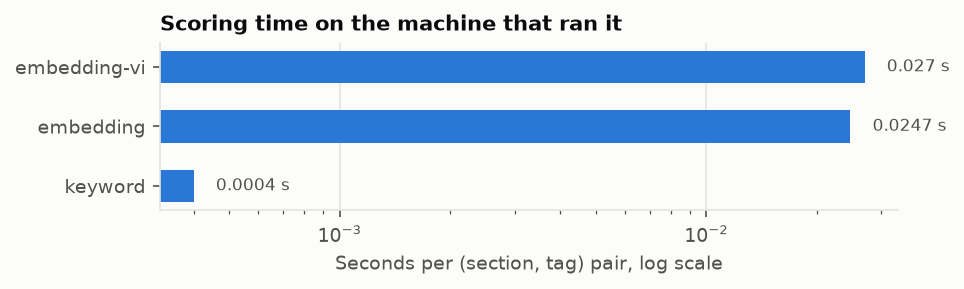 Scoring time on the machine that ran it
embedding-vi
0.027 s
embedding
0.0247 s
keyword
0.0004 s
10⁻³
10⁻²
Seconds per (section, tag) pair, log scale